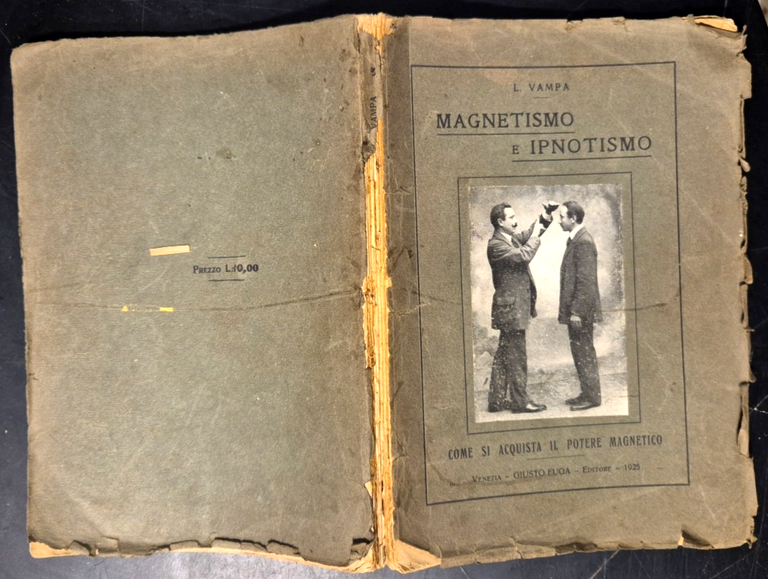 Prezzo L. 10,00
VAMPA
L. VAMPA
MAGNETISMO
E IPNOTISMO
COME SI ACQUISTA IL POTERE MAGNETICO
Venezia – GIUSTO FUGA – Editore – 1925